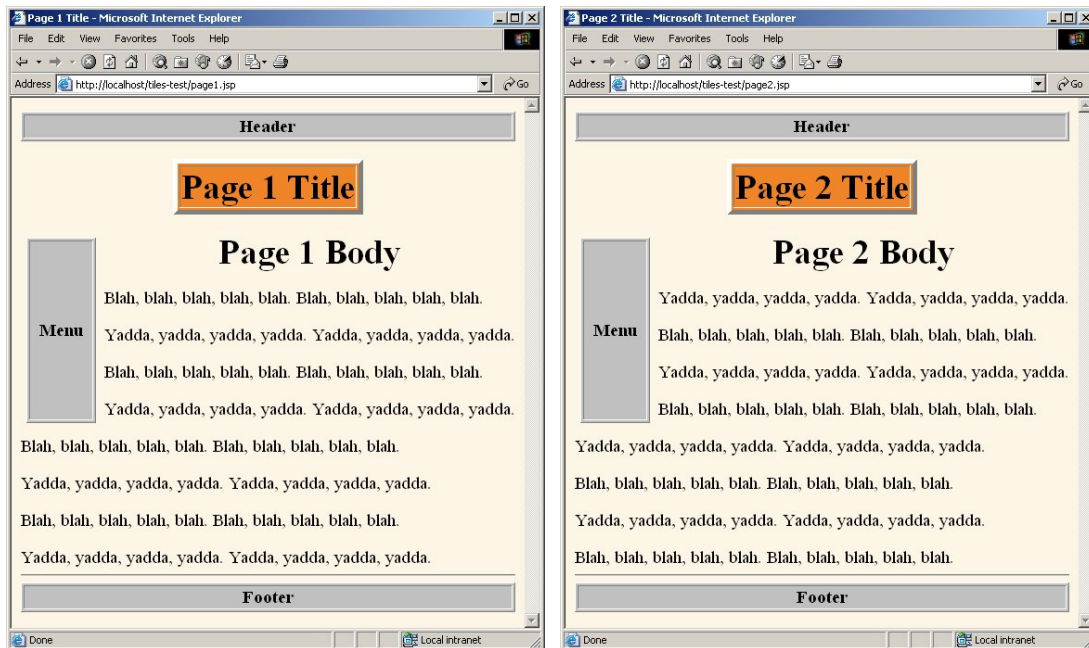 Page 1 Title - Microsoft Internet Explorer
File Edit View Favorites Tools Help
Address http://localhost/tiles-test/page1.jsp Go
Header
Page 1 Title
Page 1 Body
Menu
Blah, blah, blah, blah, blah. Blah, blah, blah, blah, blah.
Yadda, yadda, yadda, yadda. Yadda, yadda, yadda, yadda.
Blah, blah, blah, blah, blah. Blah, blah, blah, blah, blah.
Yadda, yadda, yadda, yadda. Yadda, yadda, yadda, yadda.
Blah, blah, blah, blah, blah. Blah, blah, blah, blah, blah.
Yadda, yadda, yadda, yadda. Yadda, yadda, yadda, yadda.
Blah, blah, blah, blah, blah. Blah, blah, blah, blah, blah.
Yadda, yadda, yadda, yadda. Yadda, yadda, yadda, yadda.
Footer
Done Local intranet
Page 2 Title - Microsoft Internet Explorer
File Edit View Favorites Tools Help
Address http://localhost/tiles-test/page2.jsp Go
Header
Page 2 Title
Page 2 Body
Menu
Yadda, yadda, yadda, yadda. Yadda, yadda, yadda, yadda.
Blah, blah, blah, blah, blah. Blah, blah, blah, blah, blah.
Yadda, yadda, yadda, yadda. Yadda, yadda, yadda, yadda.
Blah, blah, blah, blah, blah. Blah, blah, blah, blah, blah.
Yadda, yadda, yadda, yadda. Yadda, yadda, yadda, yadda.
Blah, blah, blah, blah, blah. Blah, blah, blah, blah, blah.
Yadda, yadda, yadda, yadda. Yadda, yadda, yadda, yadda.
Blah, blah, blah, blah, blah. Blah, blah, blah, blah, blah.
Footer
Done Local intranet